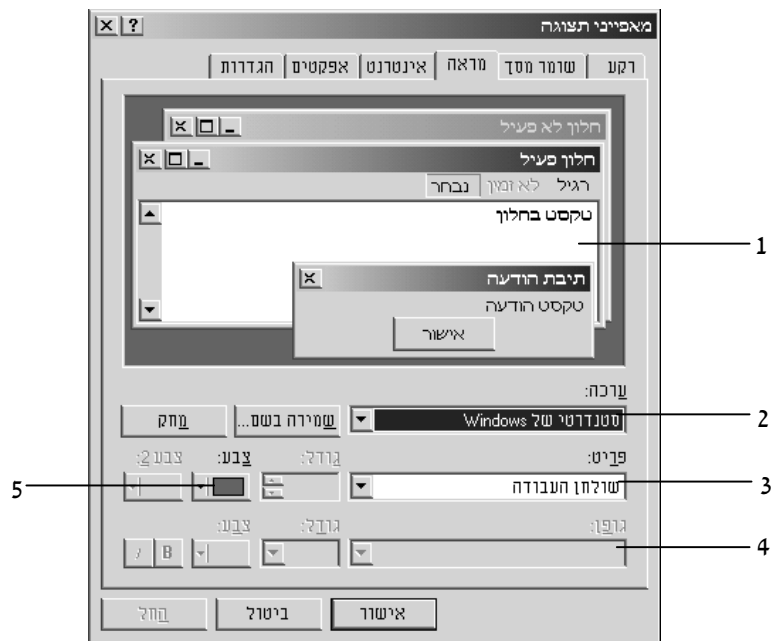 מאפייני תצוגה
רקע שומר מסך מראה אינטרנט אפקטים הגדרות
חלון לא פעיל
חלון פעיל
רגיל לא זמין נבחר
טקסט בחלון
1
תיבת הודעה
טקסט הודעה
אישור
ערכה:
סטנדרטי של Windows שמירה בשם... מחק
2
פריט: גודל: צבע: צבע 2:
שולחן העבודה
3
5
גופן: גודל: צבע:
B /
4
אישור ביטול החל